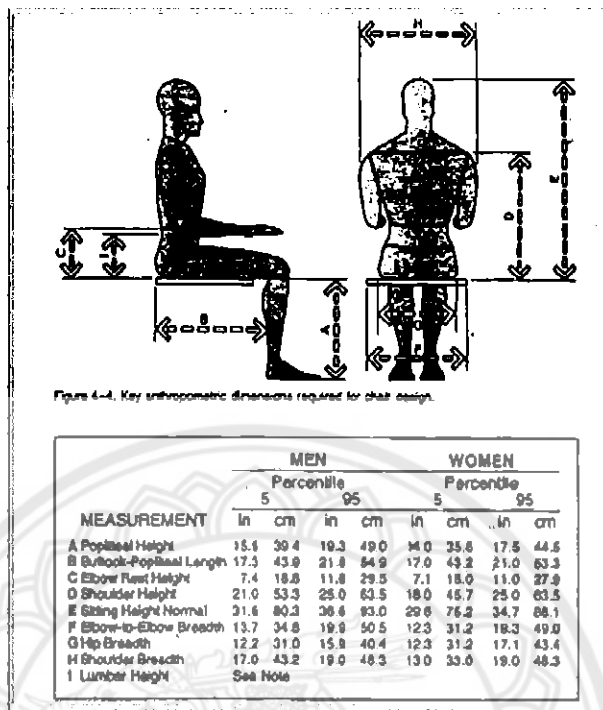 H
E
D
C
I
B
A
G
F
Figure 4-4. Key anthropometric dimensions required for chair design.
MEN WOMEN
Percentile Percentile
5 95 5 95
MEASUREMENT in cm in cm in cm in cm
A Popliteal Height 15.5 39.4 19.3 49.0 14.0 35.6 17.5 44.5
B Buttock-Popliteal Length 17.3 43.9 21.6 54.9 17.0 43.2 21.0 53.3
C Elbow Rest Height 7.4 18.8 11.6 29.5 7.1 18.0 11.0 27.9
D Shoulder Height 21.0 53.3 25.0 63.5 18.0 45.7 25.0 63.5
E Sitting Height Normal 31.6 80.3 36.6 93.0 29.6 75.2 34.7 88.1
F Elbow-to-Elbow Breadth 13.7 34.8 19.9 50.5 12.3 31.2 19.3 49.0
G Hip Breadth 12.2 31.0 15.9 40.4 12.3 31.2 17.1 43.4
H Shoulder Breadth 17.0 43.2 19.0 48.3 13.0 33.0 19.0 48.3
I Lumbar Height See Note